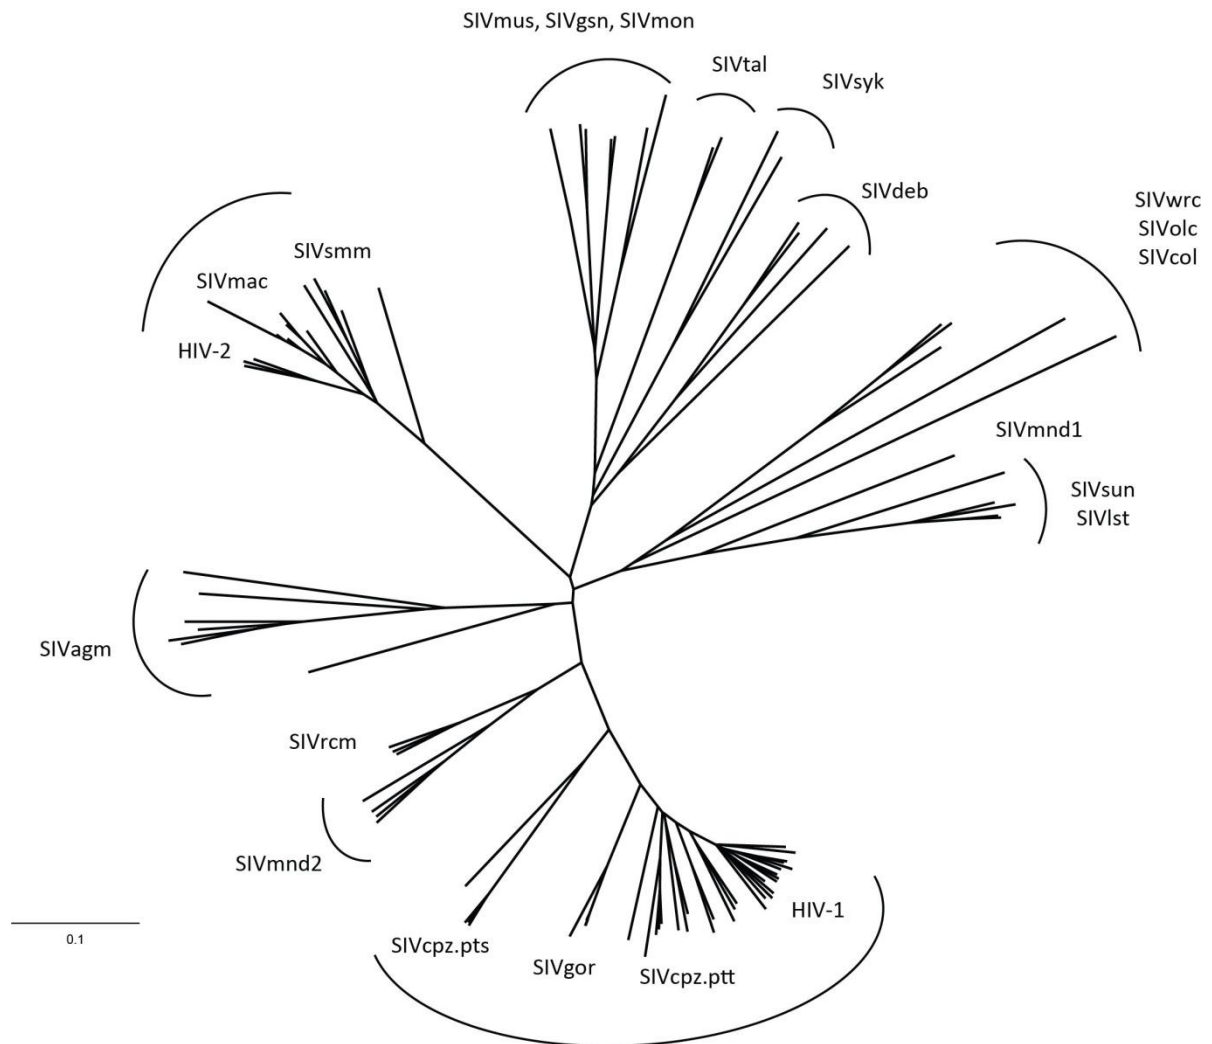 SIVmus, SIVgsn, SIVmon
SIVtal
SIVsyk
SIVdeb
SIVwrc
SIVolc
SIVcol
SIVsmm
SIVmac
HIV-2
SIVmnd1
SIVsun
SIVlst
SIVagm
SIVrcm
SIVmnd2
HIV-1
0.1
SIVcpz.pts
SIVgor
SIVcpz.ptt